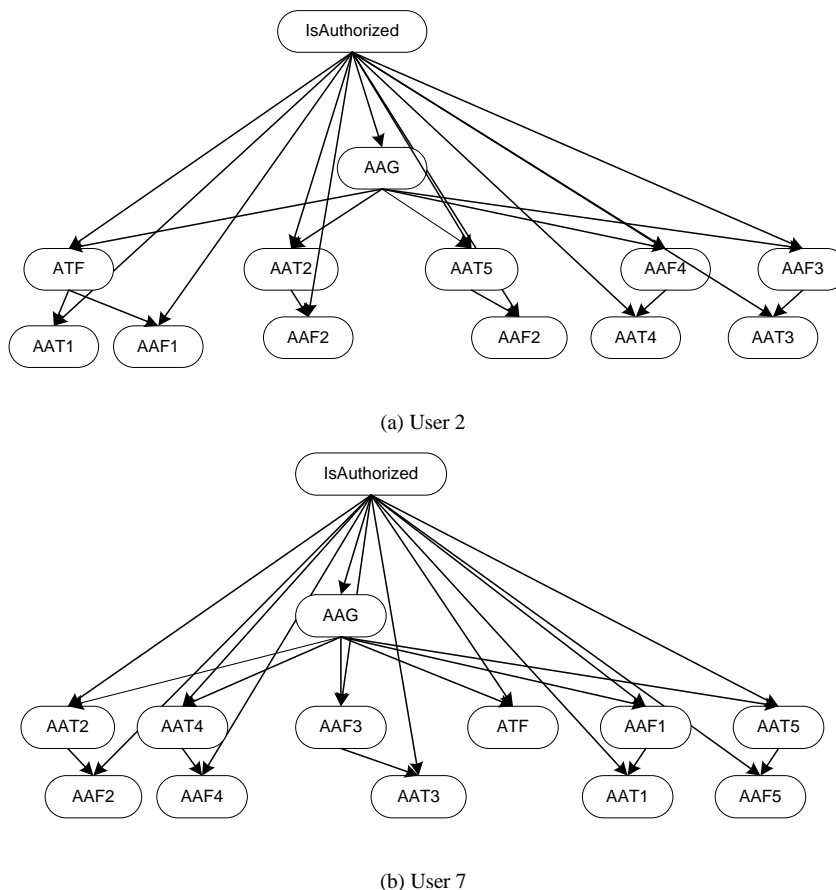 IsAuthorized
AAG
ATF
AAT2
AAT5
AAF4
AAF3
AAT1
AAF1
AAF2
AAF2
AAT4
AAT3
(a) User 2
IsAuthorized
AAG
AAT2
AAT4
AAF3
ATF
AAF1
AAT5
AAF2
AAF4
AAT3
AAT1
AAF5
(b) User 7